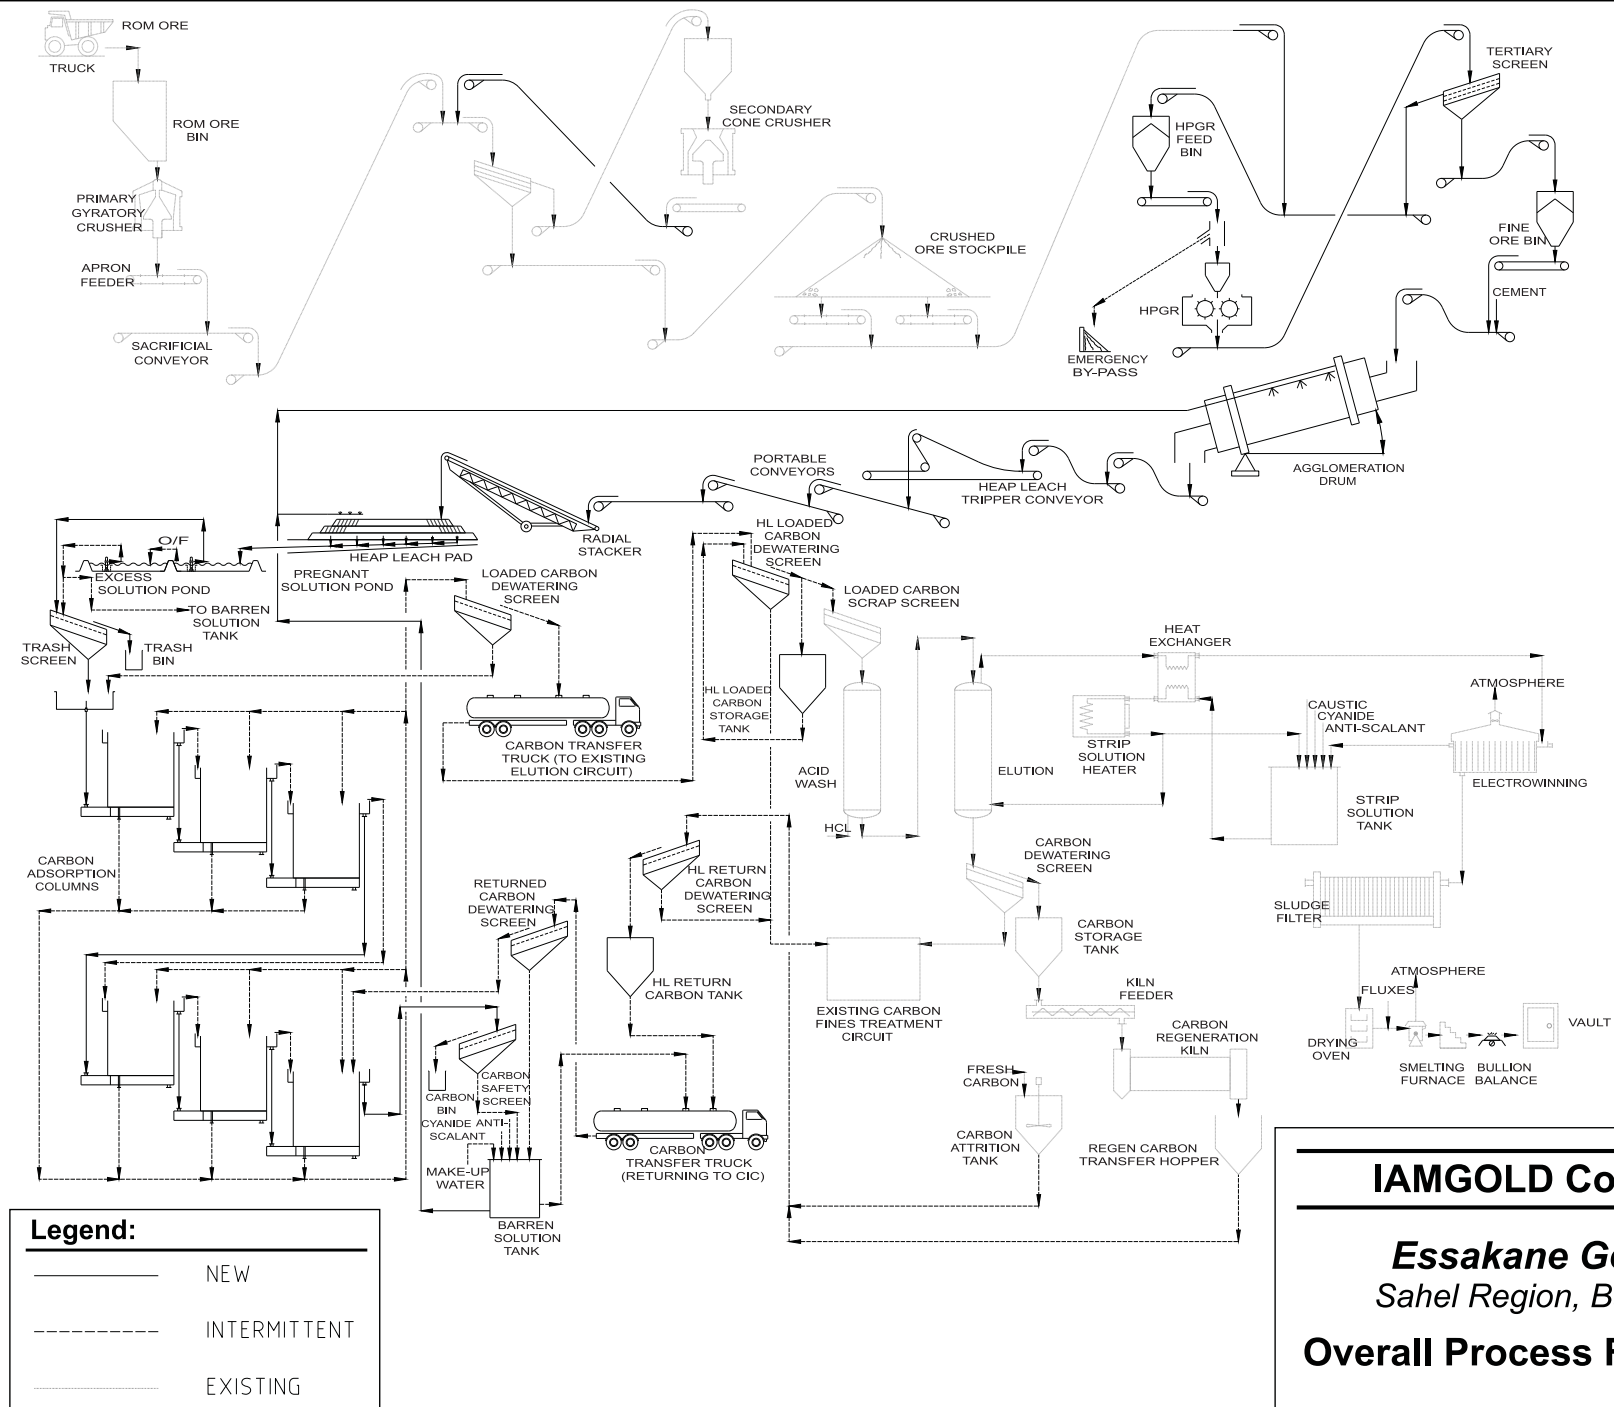 ROM ORE
TRUCK
ROM ORE
BIN
PRIMARY
GYRATORY
CRUSHER
APRON
FEEDER
SACRIFICIAL
CONVEYOR
SECONDARY
CONE CRUSHER
CRUSHED
ORE STOCKPILE
HPGR
FEED
BIN
TERTIARY
SCREEN
FINE
ORE BIN
CEMENT
HPGR
EMERGENCY
BY-PASS
AGGLOMERATION
DRUM
PORTABLE
CONVEYORS
HEAP LEACH
TRIPPER CONVEYOR
RADIAL
STACKER
HEAP LEACH PAD
O/F
EXCESS
SOLUTION POND
PREGNANT
SOLUTION POND
TO BARREN
SOLUTION
TANK
TRASH
SCREEN
TRASH
BIN
LOADED CARBON
DEWATERING
SCREEN
HL LOADED
CARBON
DEWATERING
SCREEN
LOADED CARBON
SCRAP SCREEN
HL LOADED
CARBON
STORAGE
TANK
CARBON TRANSFER
TRUCK (TO EXISTING
ELUTION CIRCUIT)
ACID
WASH
HCL
ELUTION
HEAT
EXCHANGER
STRIP
SOLUTION
HEATER
CAUSTIC
CYANIDE
ANTI-SCALANT
ATMOSPHERE
ELECTROWINNING
STRIP
SOLUTION
TANK
CARBON
ADSORPTION
COLUMNS
RETURNED
CARBON
DEWATERING
SCREEN
HL RETURN
CARBON
DEWATERING
SCREEN
HL RETURN
CARBON TANK
CARBON
DEWATERING
SCREEN
CARBON
STORAGE
TANK
EXISTING CARBON
FINES TREATMENT
CIRCUIT
KILN
FEEDER
CARBON
REGENERATION
KILN
SLUDGE
FILTER
ATMOSPHERE
FLUXES
DRYING
OVEN
SMELTING
FURNACE
BULLION
BALANCE
VAULT
CARBON
SAFETY
SCREEN
CARBON
BIN
CYANIDE ANTI-
SCALANT
MAKE-UP
WATER
BARREN
SOLUTION
TANK
CARBON
TRANSFER TRUCK
(RETURNING TO CIC)
FRESH
CARBON
CARBON
ATTRITION
TANK
REGEN CARBON
TRANSFER HOPPER
Legend:
NEW
INTERMITTENT
EXISTING
IAMGOLD Co
Essakane Go
Sahel Region, B
Overall Process F